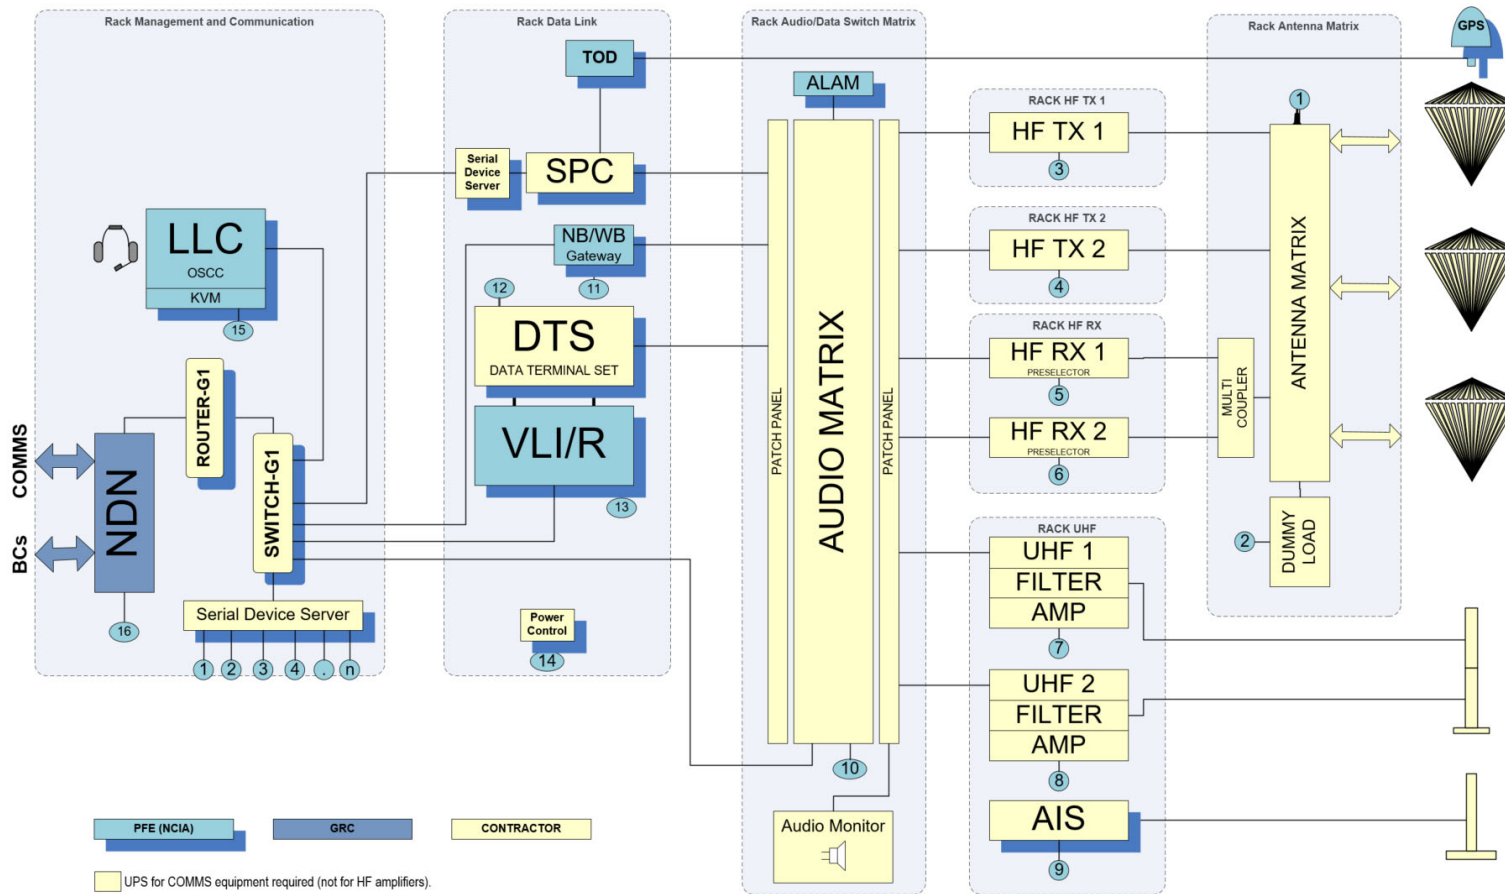 Rack Management and Communication
LLC
OSCC
KVM
15
ROUTER-G1
COMMS
BCs
NDN
16
SWITCH-G1
Serial Device Server
1
2
3
4
.
n
Rack Data Link
TOD
Serial
Device
Server
SPC
NB/WB
Gateway
11
12
DTS
DATA TERMINAL SET
VLI/R
13
Power
Control
14
Rack Audio/Data Switch Matrix
ALAM
PATCH PANEL
AUDIO MATRIX
PATCH PANEL
10
Audio Monitor
RACK HF TX 1
HF TX 1
3
RACK HF TX 2
HF TX 2
4
RACK HF RX
HF RX 1
PRESELECTOR
5
HF RX 2
PRESELECTOR
6
RACK UHF
UHF 1
FILTER
AMP
7
UHF 2
FILTER
AMP
8
AIS
9
Rack Antenna Matrix
1
ANTENNA MATRIX
MULTI
COUPLER
2
DUMMY
LOAD
GPS
PFE (NCIA)
GRC
CONTRACTOR
UPS for COMMS equipment required (not for HF amplifiers).